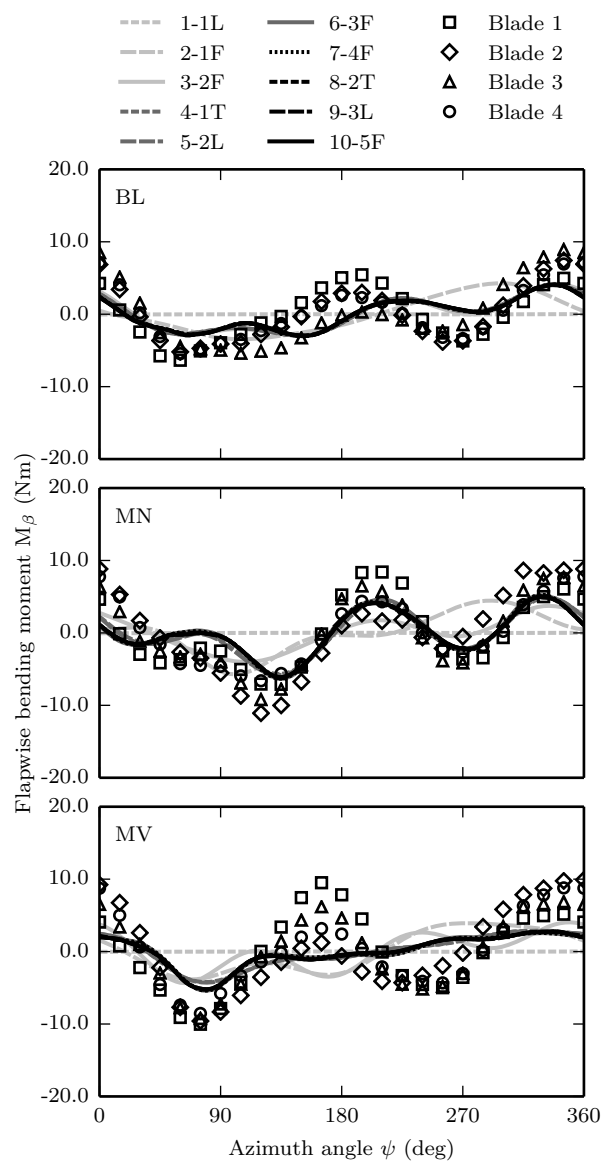 1-1L 6-3F Blade 1
2-1F 7-4F Blade 2
3-2F 8-2T Blade 3
4-1T 9-3L Blade 4
5-2L 10-5F
20.0
BL
10.0
0.0
-10.0
-20.0
20.0
MN
10.0
0.0
-10.0
-20.0
20.0
MV
10.0
0.0
-10.0
-20.0
0 90 180 270 360
Flapwise bending moment M_β (Nm)
Azimuth angle ψ (deg)